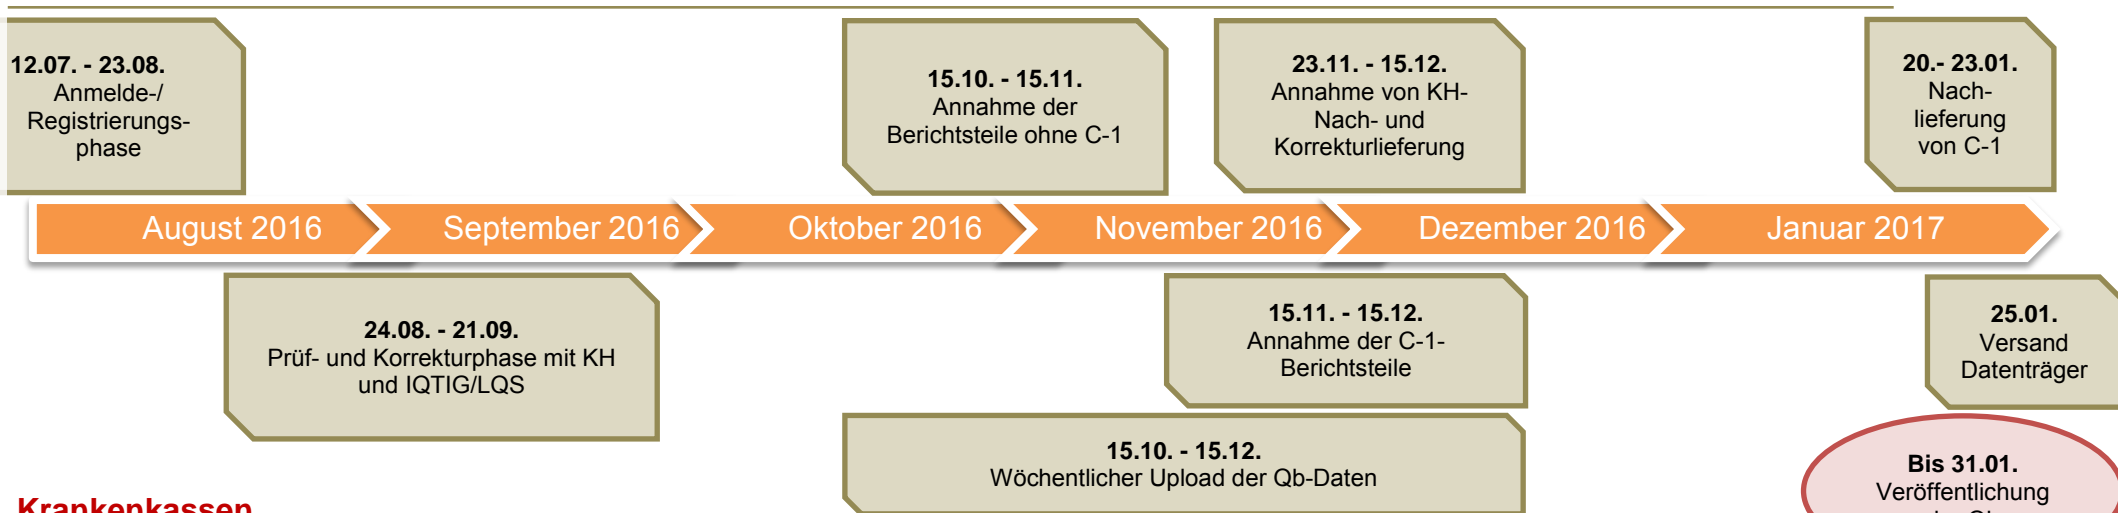 12.07. - 23.08.
Anmelde-/
Registrierungs-
phase
15.10. - 15.11.
Annahme der
Berichtsteile ohne C-1
23.11. - 15.12.
Annahme von KH-
Nach- und
Korrekturlieferung
20.- 23.01.
Nach-
lieferung
von C-1
August 2016
September 2016
Oktober 2016
November 2016
Dezember 2016
Januar 2017
24.08. - 21.09.
Prüf- und Korrekturphase mit KH
und IQTIG/LQS
15.11. - 15.12.
Annahme der C-1-
Berichtsteile
25.01.
Versand
Datenträger
15.10. - 15.12.
Wöchentlicher Upload der Qb-Daten
Bis 31.01.
Veröffentlichung
Krankenkassen